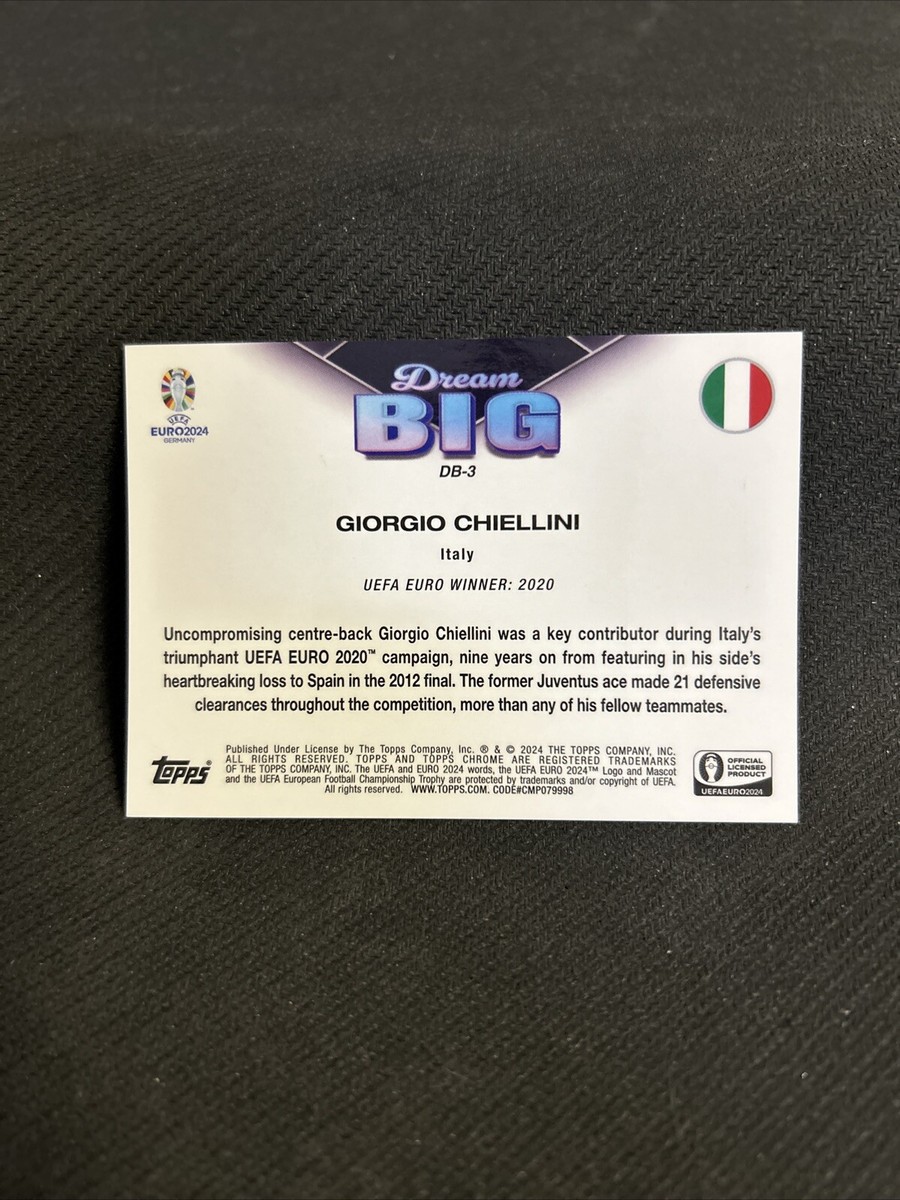 UEFA
EURO2024
GERMANY
Dream
BIG
DB-3
GIORGIO CHIELLINI
Italy
UEFA EURO WINNER: 2020
Uncompromising centre-back Giorgio Chiellini was a key contributor during Italy's
triumphant UEFA EURO 2020™ campaign, nine years on from featuring in his side's
heartbreaking loss to Spain in the 2012 final. The former Juventus ace made 21 defensive
clearances throughout the competition, more than any of his fellow teammates.
Topps®
Published Under License by The Topps Company, Inc. ® & © 2024 THE TOPPS COMPANY, INC.
ALL RIGHTS RESERVED. TOPPS AND TOPPS CHROME ARE REGISTERED TRADEMARKS
OF THE TOPPS COMPANY, INC. The UEFA and EURO 2024 words, the UEFA EURO 2024™ Logo and Mascot
and the UEFA European Football Championship Trophy are protected by trademarks and/or copyright of UEFA.
All rights reserved. WWW.TOPPS.COM. CODE#CMP079998
OFFICIAL
LICENSED
PRODUCT
UEFAEURO2024